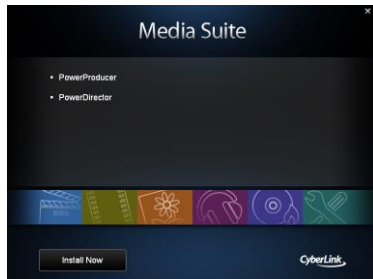 Media Suite
PowerProducer
PowerDirector
Install Now
CyberLink